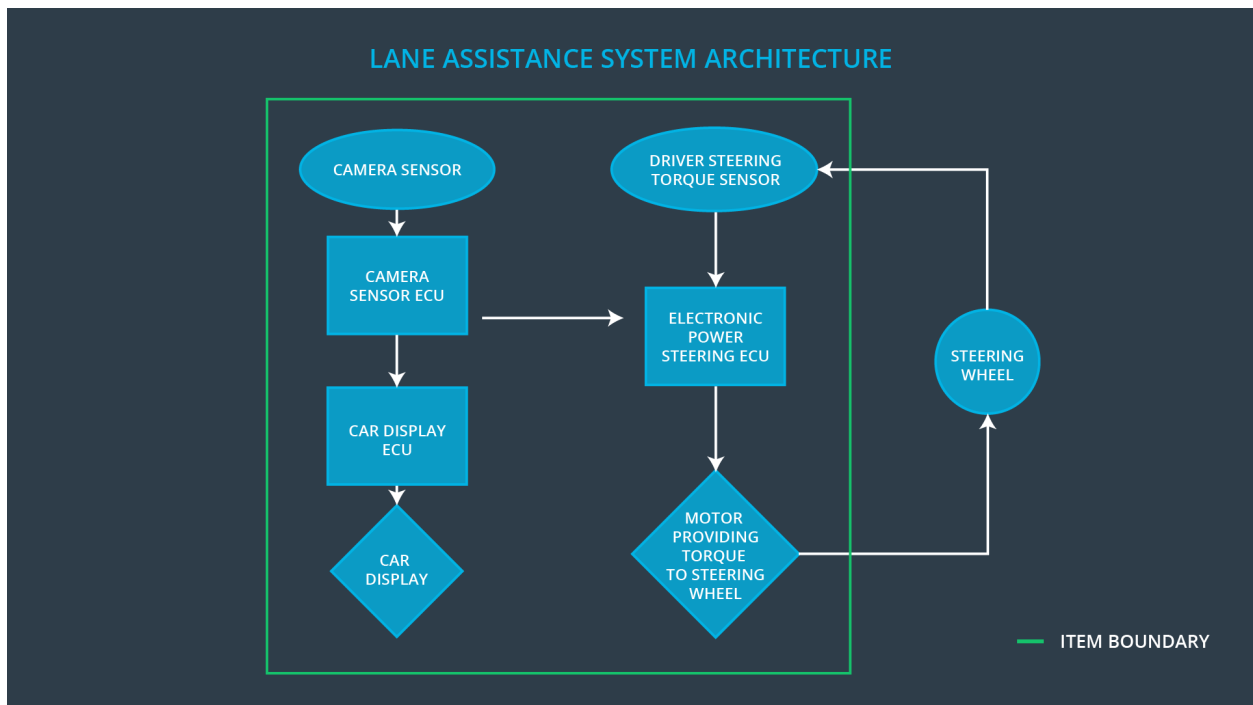 LANE ASSISTANCE SYSTEM ARCHITECTURE
CAMERA SENSOR
DRIVER STEERING
TORQUE SENSOR
CAMERA
SENSOR ECU
ELECTRONIC
POWER
STEERING ECU
STEERING
WHEEL
CAR DISPLAY
ECU
CAR
DISPLAY
MOTOR
PROVIDING
TORQUE
TO STEERING
WHEEL
ITEM BOUNDARY